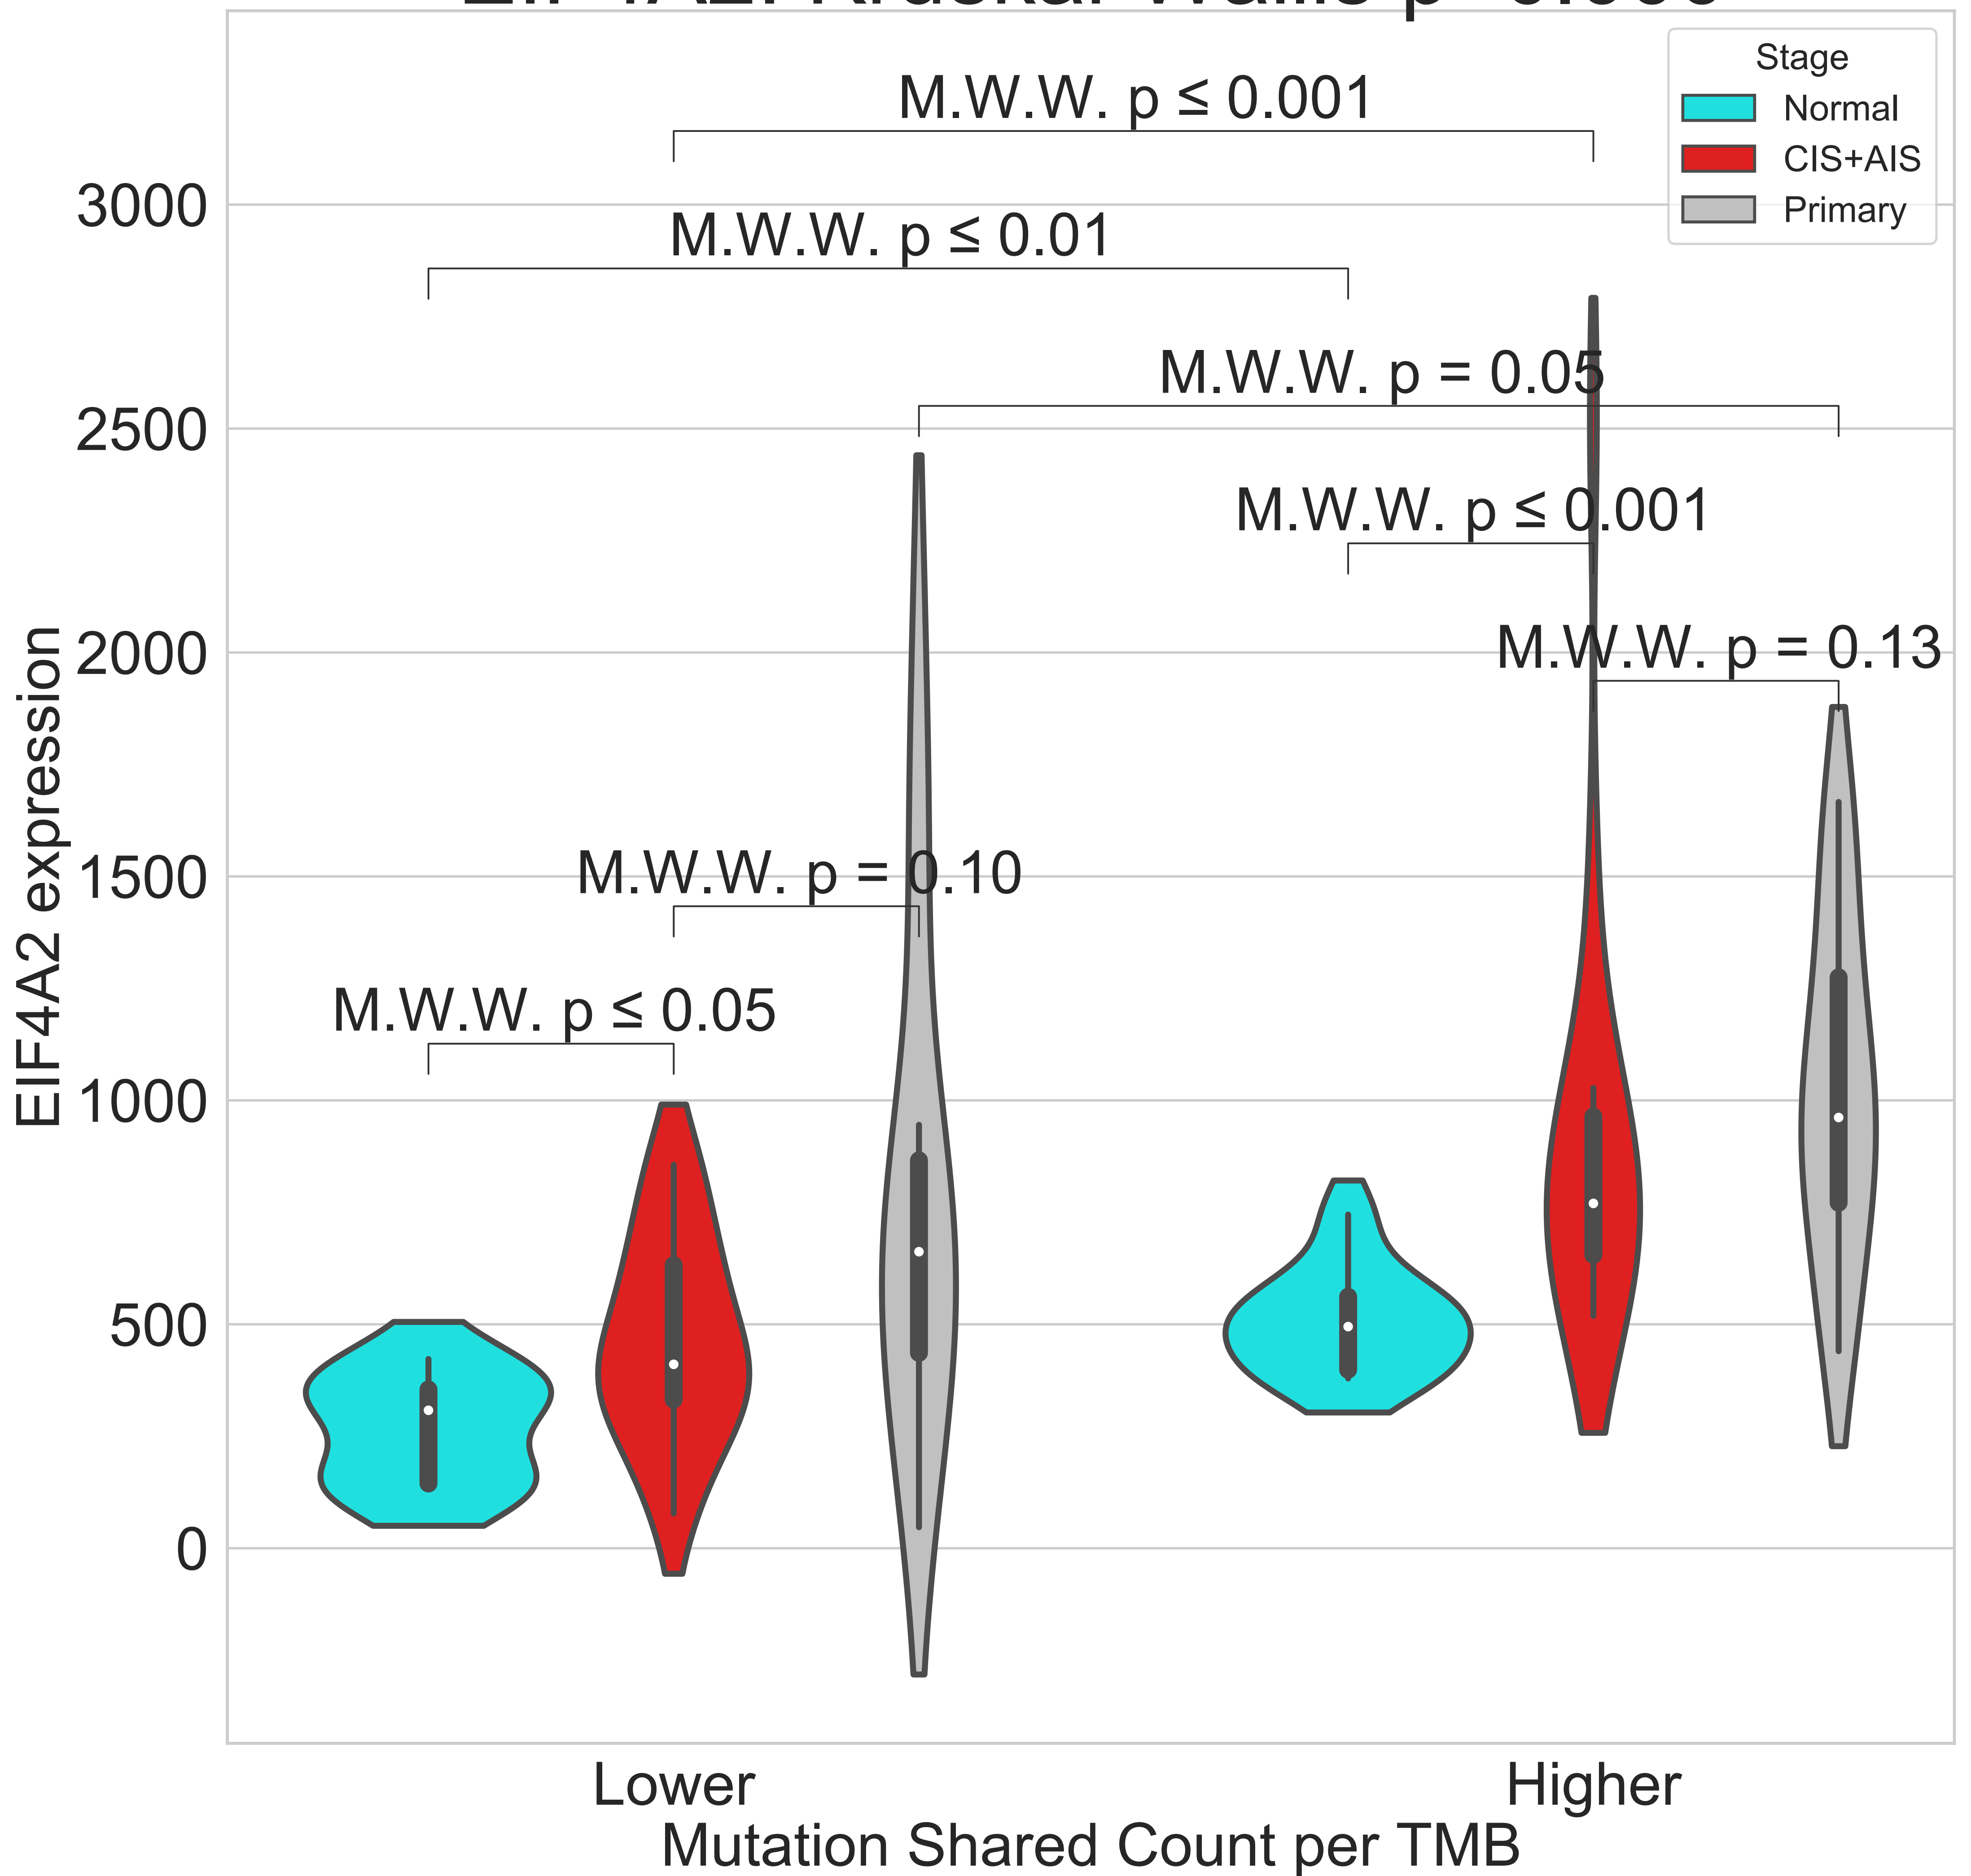 Stage
Normal
CIS+AIS
Primary
M.W.W. p ≤ 0.001
M.W.W. p ≤ 0.01
M.W.W. p = 0.05
M.W.W. p ≤ 0.001
M.W.W. p = 0.13
M.W.W. p = 0.10
M.W.W. p ≤ 0.05
3000
2500
2000
1500
1000
500
0
EIF4A2 expression
Lower
Higher
Mutation Shared Count per TMB